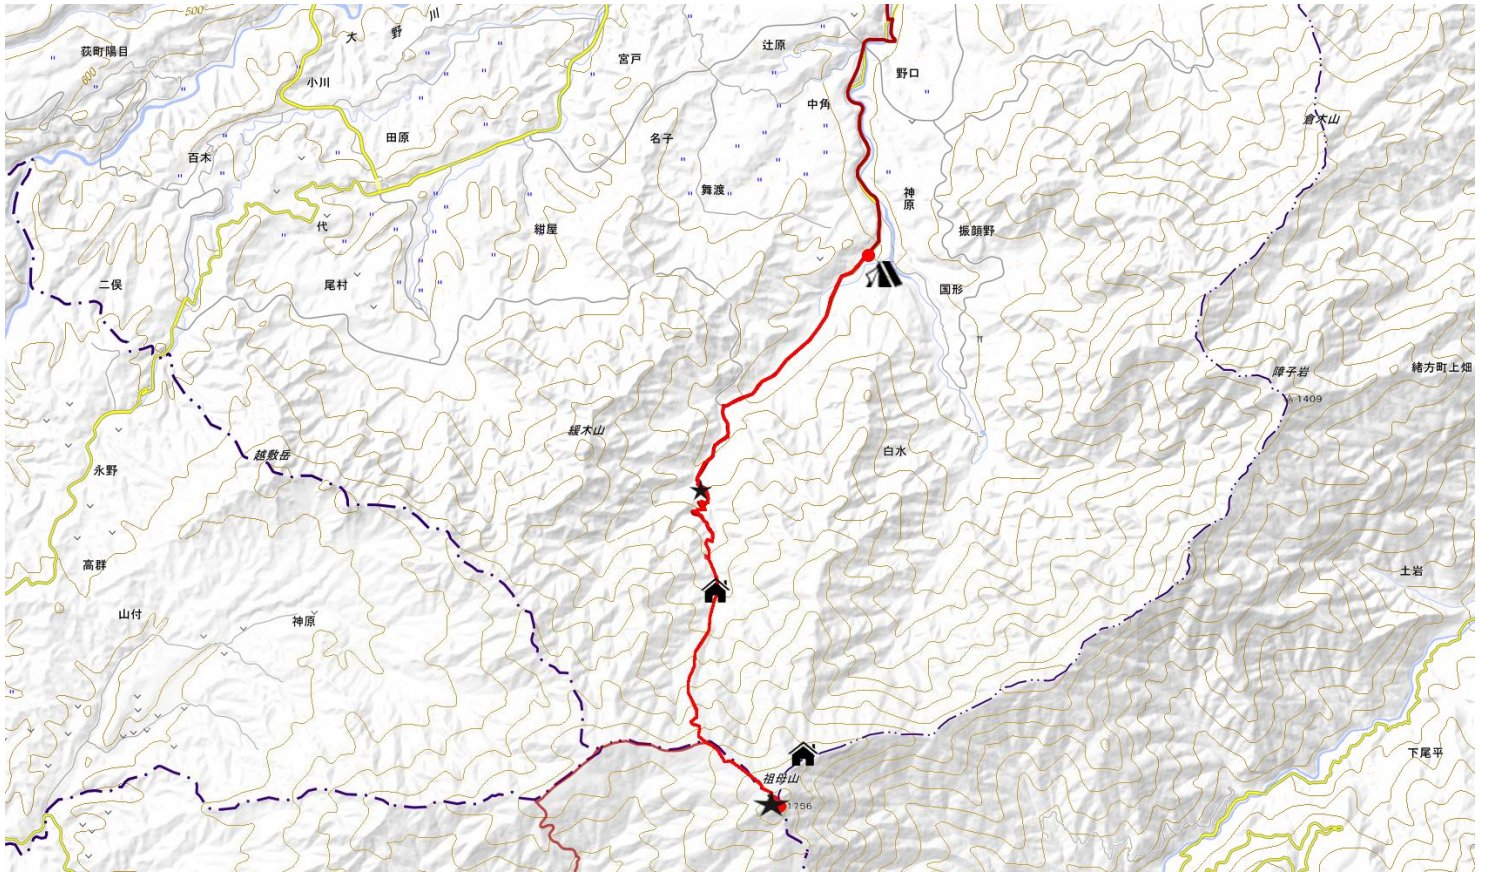 500
川
野
大
荻町陽目
600
小川
宮戸
辻原
野口
中角
倉木山
田原
名子
百木
舞渡
神原
代
紺屋
振顔野
二俣
尾村
国形
障子岩
緒方町上畑
1409
緩木山
越敷岳
白水
永野
高群
土岩
山付
神原
下尾平
祖母山
1756